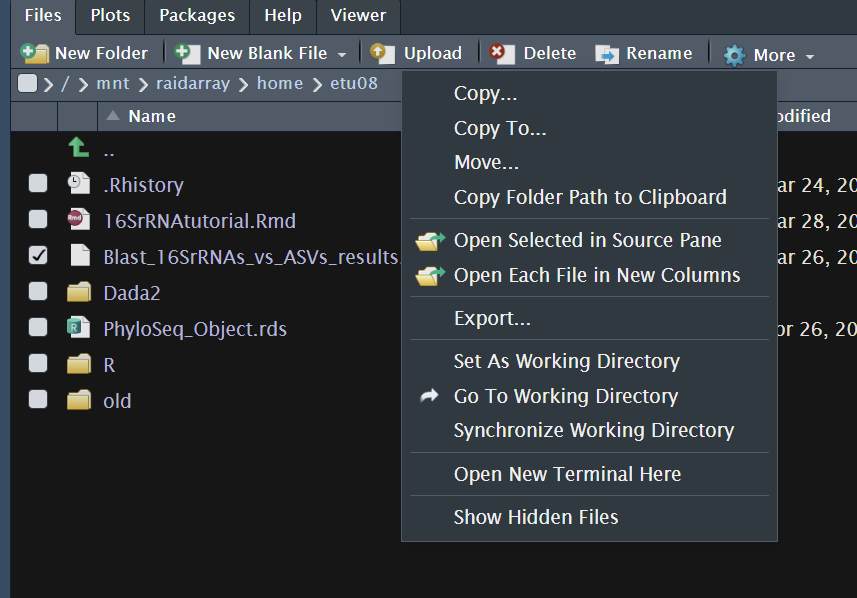 Files Plots Packages Help Viewer
New Folder New Blank File Upload Delete Rename More
/ mnt raidarray home etu08
Name
..
.Rhistory
16SrRNAtutorial.Rmd
Rmd
Blast_16SrRNAs_vs_ASVs_results.
Dada2
PhyloSeq_Object.rds
R
R
old
Copy...
Copy To...
Move...
Copy Folder Path to Clipboard
Open Selected in Source Pane
Open Each File in New Columns
Export...
Set As Working Directory
Go To Working Directory
Synchronize Working Directory
Open New Terminal Here
Show Hidden Files
odified
ar 24, 20
ar 28, 20
ar 26, 20
pr 26, 20